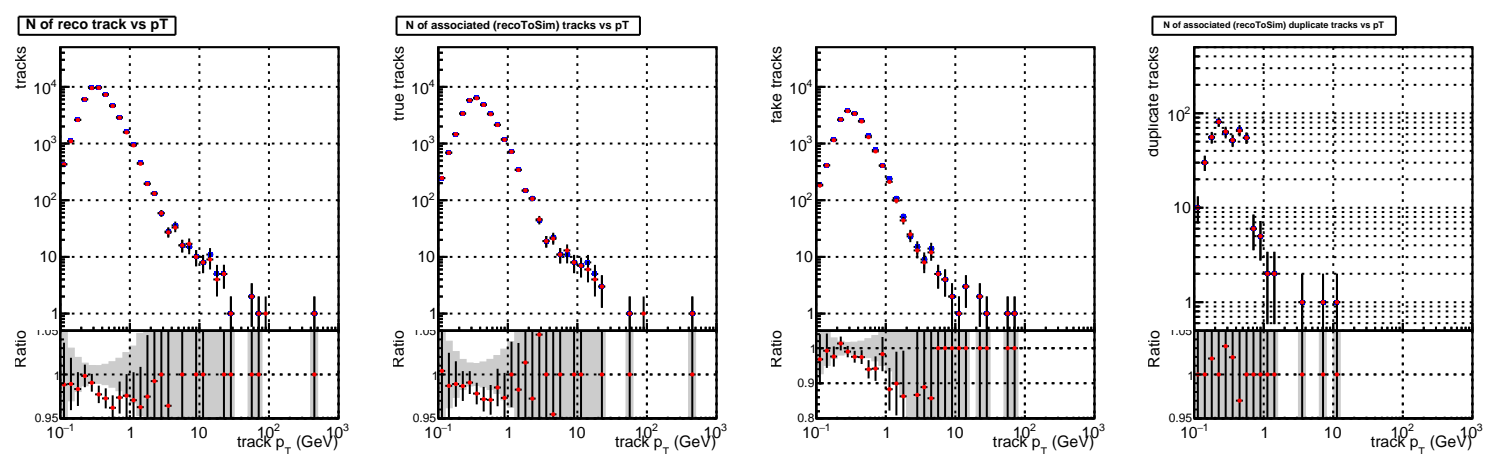 N of reco track vs pT
tracks
10^4
10^3
10^2
10
1
Ratio
1.05
1
0.95
10^-1 1 10 10^2 10^3
track p_T (GeV)
N of associated (recoToSim) tracks vs pT
true tracks
10^4
10^3
10^2
10
1
Ratio
1.05
1
0.95
10^-1 1 10 10^2 10^3
track p_T (GeV)
fake tracks
10^4
10^3
10^2
10
1
Ratio
1
0.9
0.8
10^-1 1 10 10^2 10^3
track p_T (GeV)
N of associated (recoToSim) duplicate tracks vs pT
duplicate tracks
10^2
10
1
Ratio
1.05
1
0.95
10^-1 1 10 10^2 10^3
track p_T (GeV)